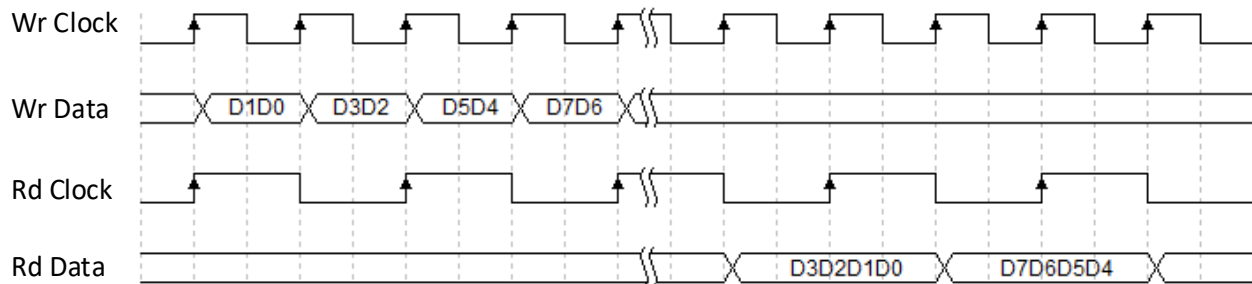 Wr Clock
Wr Data
D1D0 D3D2 D5D4 D7D6
Rd Clock
Rd Data
D3D2D1D0 D7D6D5D4